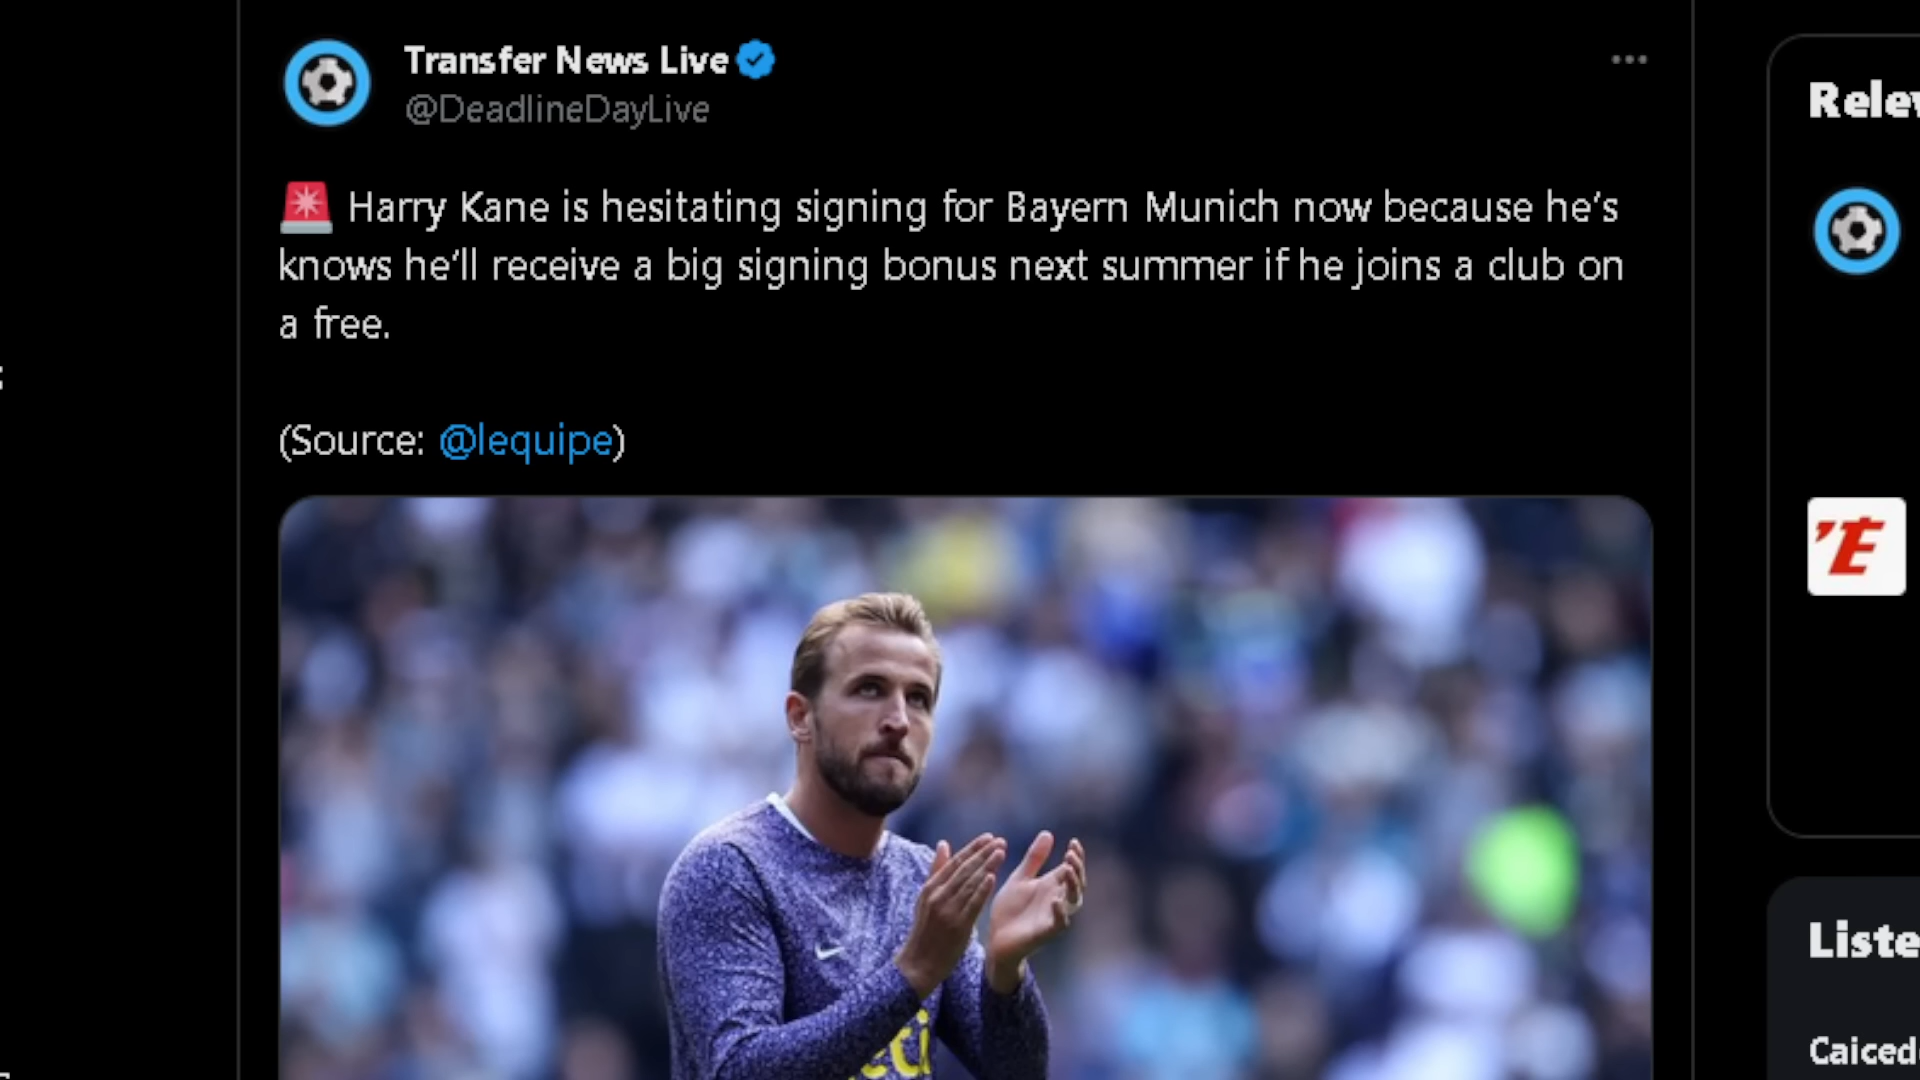 Transfer News Live
@DeadlineDayLive
Harry Kane is hesitating signing for Bayern Munich now because he's
knows he'll receive a big signing bonus next summer if he joins a club on
a free.
(Source: @lequipe)
Rele
'E
Liste
Caiced